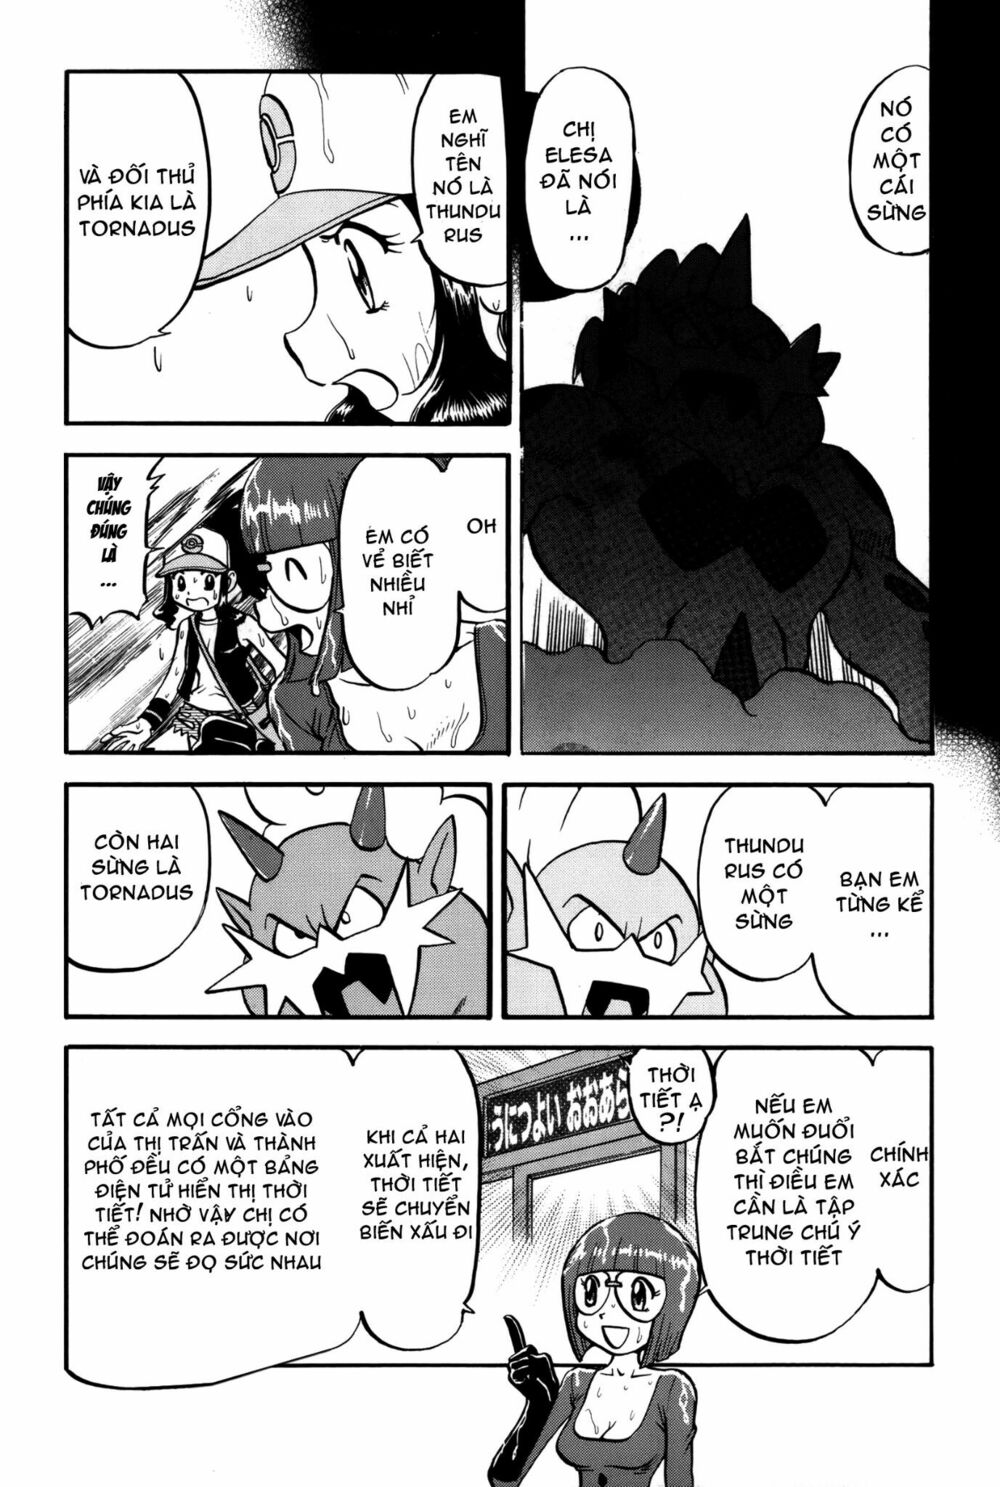 NÓ
CÓ
MỘT
CÁI
SỪNG
CHỊ
ELESA
ĐÃ NÓI
LÀ
...
EM
NGHĨ
TÊN
NÓ LÀ
THUNDU
RUS
VÀ ĐỐI THỦ
PHÍA KIA LÀ
TORNADUS
OH
EM CÓ
VẺ BIẾT
NHIỀU
NHỈ
VẬY
CHÚNG
ĐÚNG
LÀ
...
BẠN EM
TỪNG KỂ
...
THUNDU
RUS CÓ
MỘT
SỪNG
CÒN HAI
SỪNG LÀ
TORNADUS
CHÍNH
XÁC
NẾU EM
MUỐN ĐUỔI
BẮT CHÚNG
THÌ ĐIỀU EM
CẦN LÀ TẬP
TRUNG CHÚ Ý
THỜI TIẾT
THỜI
TIẾT Ạ
?!
うにつよい おおあら
KHI CẢ HAI
XUẤT HIỆN,
THỜI TIẾT
SẼ CHUYỂN
BIẾN XẤU ĐI
TẤT CẢ MỌI CỔNG VÀO
CỦA THỊ TRẤN VÀ THÀNH
PHỐ ĐỀU CÓ MỘT BẢNG
ĐIỆN TỬ HIỂN THỊ THỜI
TIẾT! NHỜ VẬY CHỊ CÓ
THỂ ĐOÁN RA ĐƯỢC NƠI
CHÚNG SẼ ĐỌ SỨC NHAU